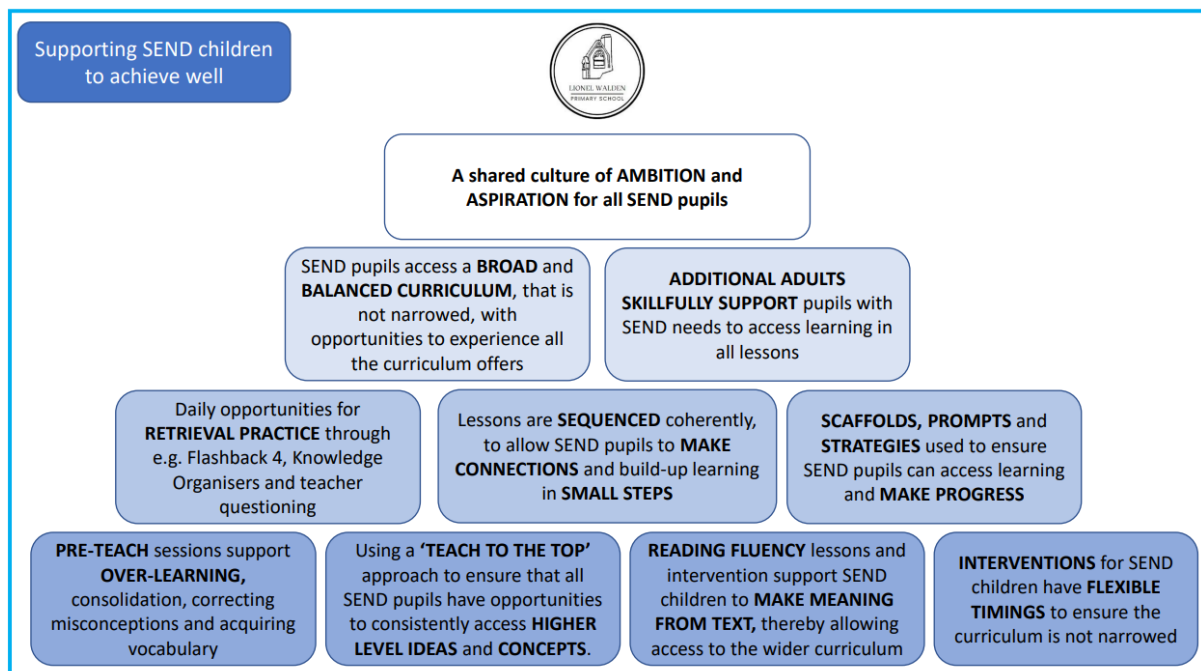 Supporting SEND children
to achieve well
LIONEL WALDEN
PRIMARY SCHOOL
A shared culture of AMBITION and
ASPIRATION for all SEND pupils
SEND pupils access a BROAD and
BALANCED CURRICULUM, that is
not narrowed, with
opportunities to experience all
the curriculum offers
ADDITIONAL ADULTS
SKILLFULLY SUPPORT pupils with
SEND needs to access learning in
all lessons
Daily opportunities for
RETRIEVAL PRACTICE through
e.g. Flashback 4, Knowledge
Organisers and teacher
questioning
Lessons are SEQUENCED coherently,
to allow SEND pupils to MAKE
CONNECTIONS and build-up learning
in SMALL STEPS
SCAFFOLDS, PROMPTS and
STRATEGIES used to ensure
SEND pupils can access learning
and MAKE PROGRESS
PRE-TEACH sessions support
OVER-LEARNING,
consolidation, correcting
misconceptions and acquiring
vocabulary
Using a ‘TEACH TO THE TOP’
approach to ensure that all
SEND pupils have opportunities
to consistently access HIGHER
LEVEL IDEAS and CONCEPTS.
READING FLUENCY lessons and
intervention support SEND
children to MAKE MEANING
FROM TEXT, thereby allowing
access to the wider curriculum
INTERVENTIONS for SEND
children have FLEXIBLE
TIMINGS to ensure the
curriculum is not narrowed